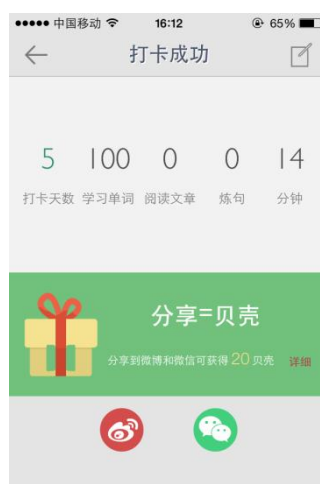 中国移动 16:12 65%
打卡成功
5 100 0 0 14
打卡天数 学习单词 阅读文章 炼句 分钟
分享=贝壳
分享到微博和微信可获得20贝壳 详细